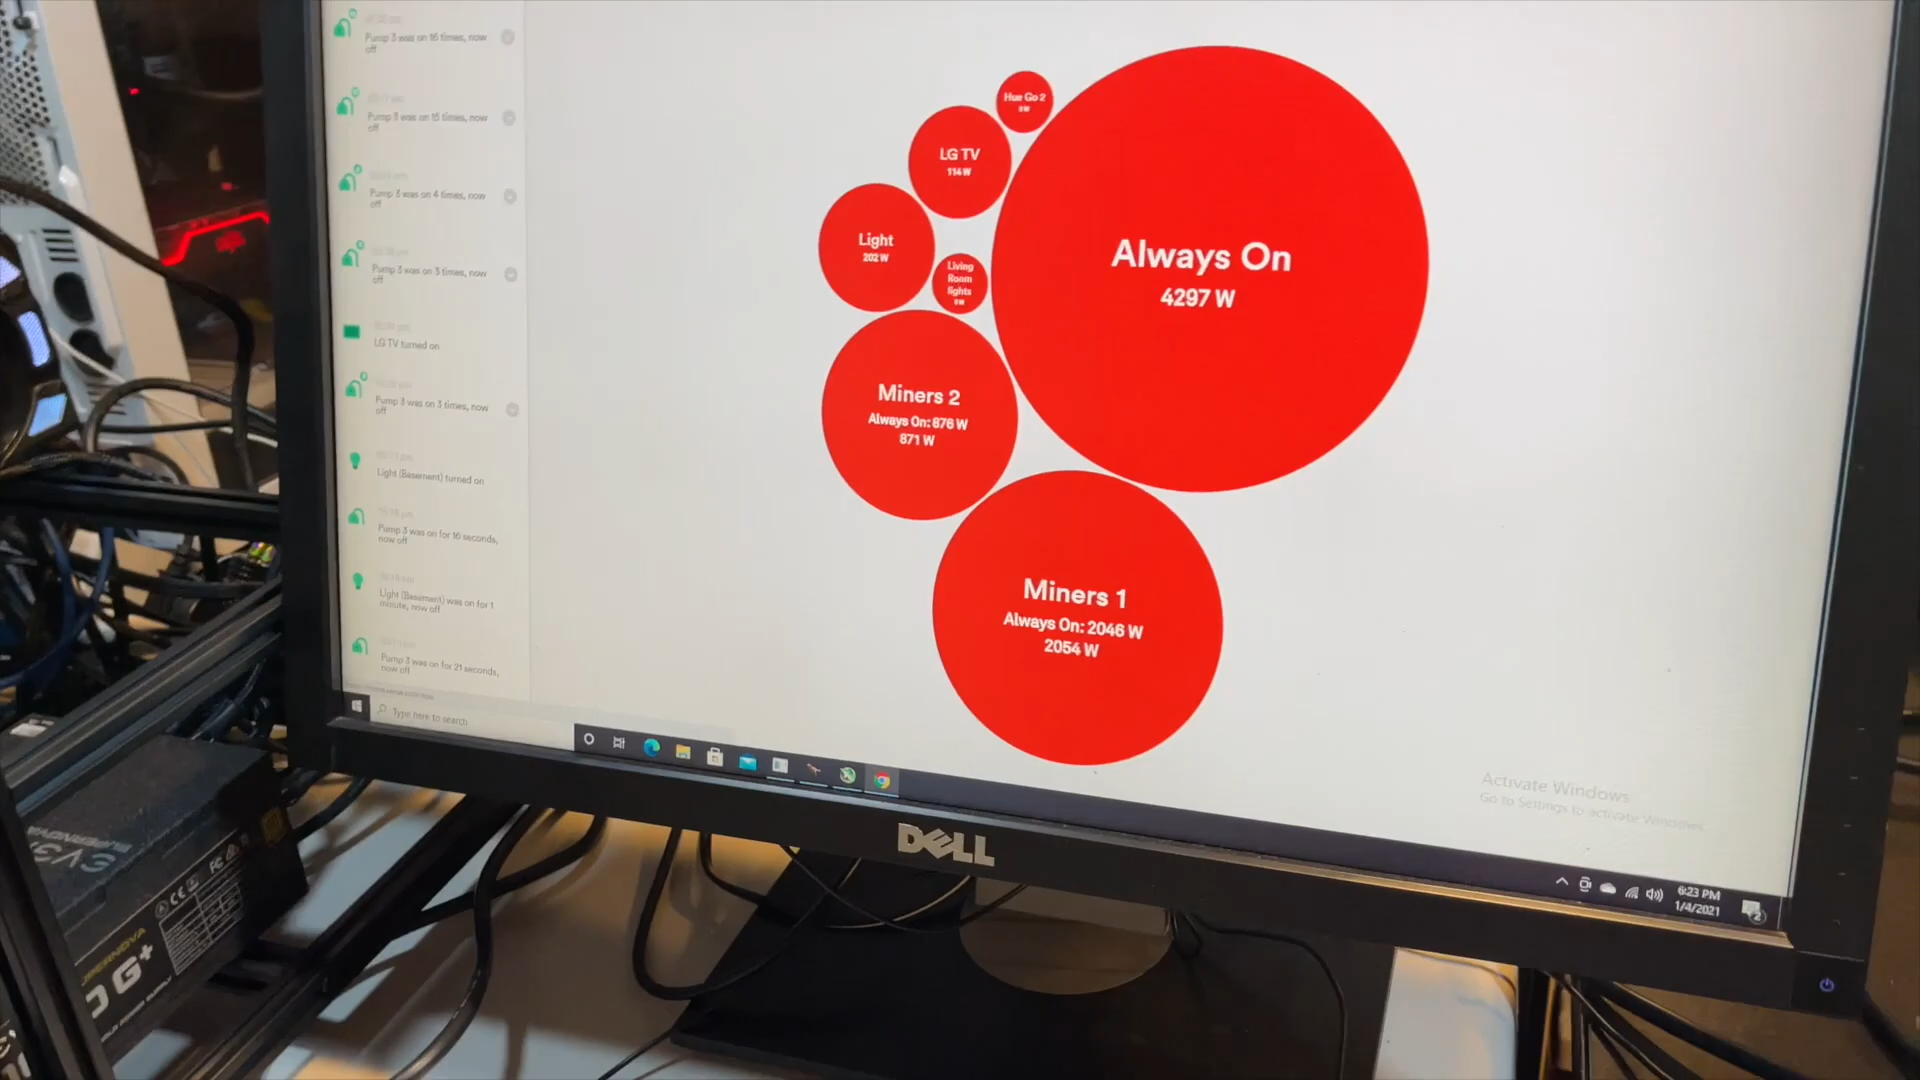 Pump 3 was on 16 times, now
off
Pump 3 was on 15 times, now
off
Pump 3 was on 4 times, now
off
Pump 3 was on 3 times, now
off
LG TV turned on
Pump 3 was on 3 times, now
off
Light (Basement) turned on
Pump 3 was on for 16 seconds,
now off
Light (Basement) was on for 1
minute, now off
Pump 3 was on for 21 seconds,
now off
Hue Go 2
LG TV
114 W
Light
202 W
Living
Room
lights
Always On
4297 W
Miners 2
Always On: 876 W
871 W
Miners 1
Always On: 2046 W
2054 W
Activate Windows
Go to Settings to activate Windows.
Type here to search
6:23 PM
1/4/2021
2
DELL
EVGA
SUPERNOVA
FC CE
G+